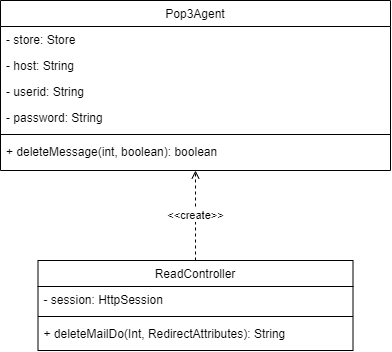 Pop3Agent
- store: Store
- host: String
- userid: String
- password: String
+ deleteMessage(int, boolean): boolean
<<create>>
ReadController
- session: HttpSession
+ deleteMailDo(Int, RedirectAttributes): String